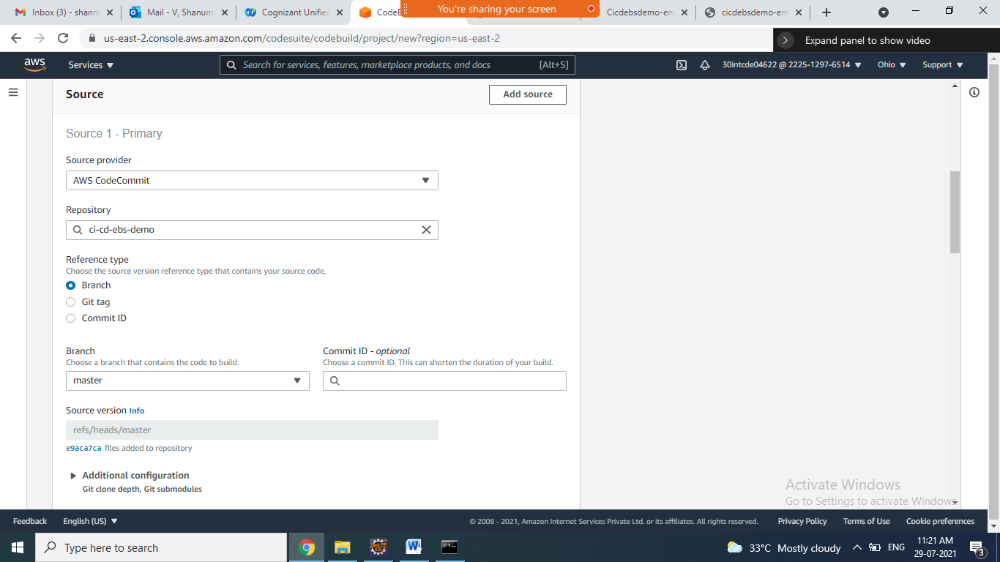 Inbox (3) - shanm
Mail - V, Shanum
Cognizant Unified
CodeB
You're sharing your screen
Cicdebsdemo-en
cicdebsdemo-env
us-east-2.console.aws.amazon.com/codesuite/codebuild/project/new?region=us-east-2
Expand panel to show video
aws
Services
Search for services, features, marketplace products, and docs
[Alt+S]
30intcde04622 @ 2225-1297-6514
Ohio
Support
Source
Add source
Source 1 - Primary
Source provider
AWS CodeCommit
Repository
ci-cd-ebs-demo
Reference type
Choose the source version reference type that contains your source code.
Branch
Git tag
Commit ID
Branch
Choose a branch that contains the code to build.
master
Commit ID - optional
Choose a commit ID. This can shorten the duration of your build.
Source version Info
refs/heads/master
e9aca7ca files added to repository
Additional configuration
Git clone depth, Git submodules
Activate Windows
Go to Settings to activate Windows.
Feedback
English (US)
© 2008 - 2021, Amazon Internet Services Private Ltd. or its affiliates. All rights reserved.
Privacy Policy
Terms of Use
Cookie preferences
Type here to search
33°C Mostly cloudy
ENG
11:21 AM
29-07-2021
3